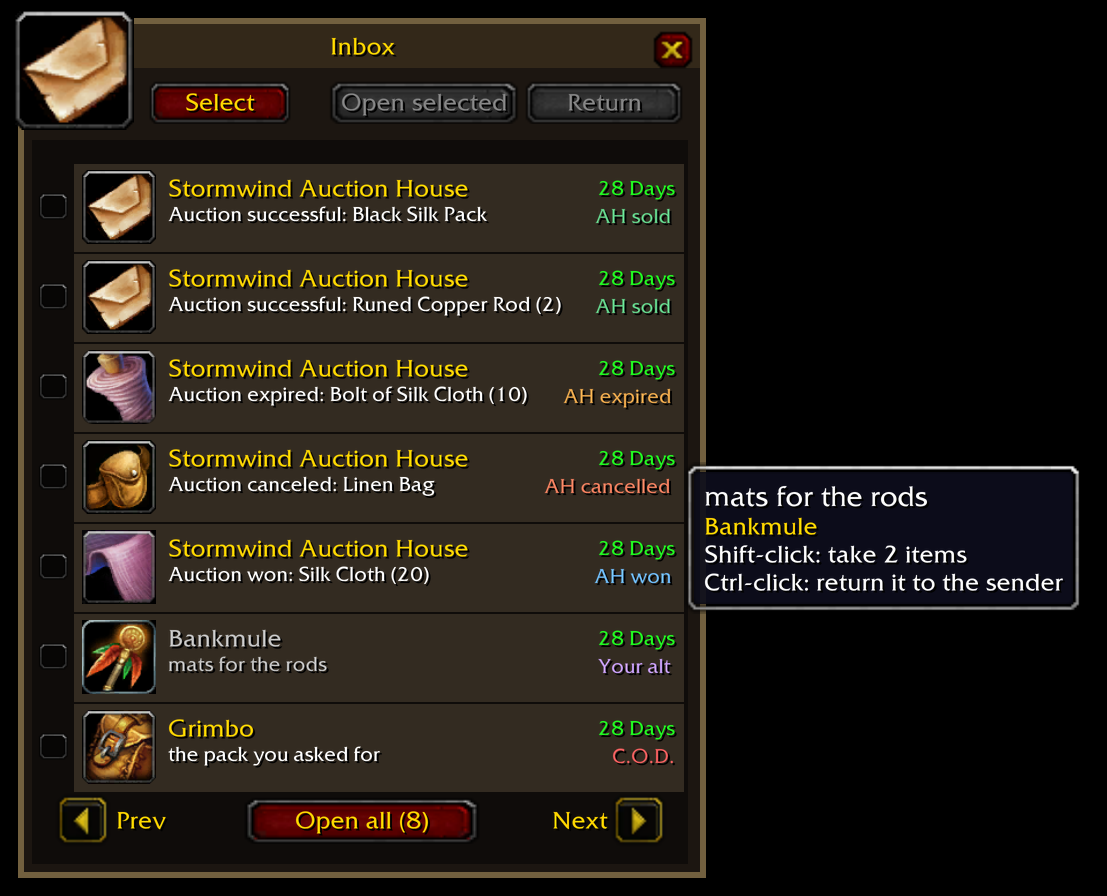 Inbox
Select
Open selected
Return
Stormwind Auction House
28 Days
Auction successful: Black Silk Pack
AH sold
Stormwind Auction House
28 Days
Auction successful: Runed Copper Rod (2)
AH sold
Stormwind Auction House
28 Days
Auction expired: Bolt of Silk Cloth (10)
AH expired
Stormwind Auction House
28 Days
Auction canceled: Linen Bag
AH cancelled
Stormwind Auction House
28 Days
Auction won: Silk Cloth (20)
AH won
Bankmule
28 Days
mats for the rods
Your alt
Grimbo
28 Days
the pack you asked for
C.O.D.
Prev
Open all (8)
Next
mats for the rods
Bankmule
Shift-click: take 2 items
Ctrl-click: return it to the sender